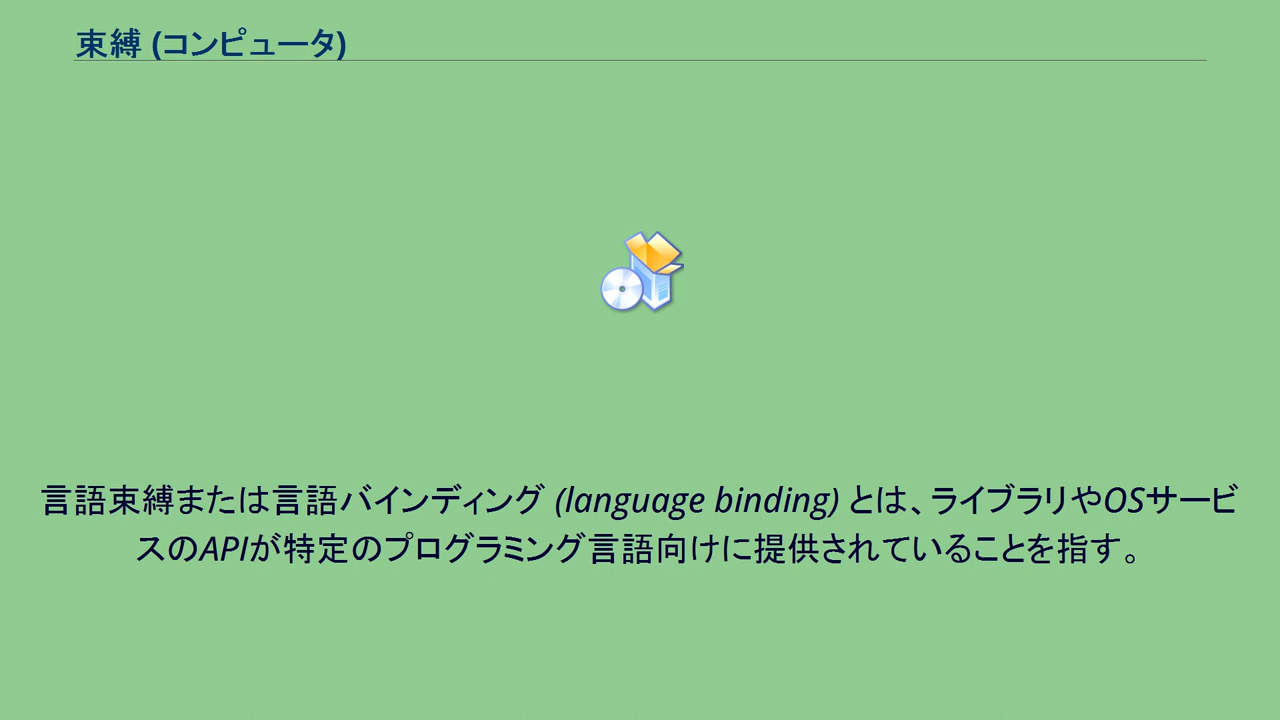 束縛 (コンピュータ)
言語束縛または言語バインディング (language binding) とは、ライブラリやOSサービ
スのAPIが特定のプログラミング言語向けに提供されていることを指す。